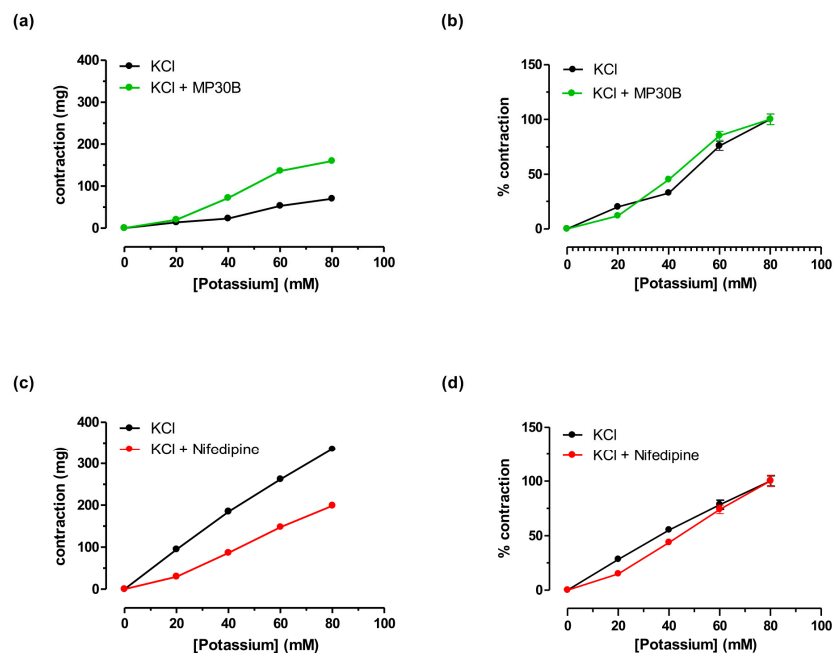 (a)
KCl
KCl + MP30B
contraction (mg)
400
300
200
100
0
0 20 40 60 80 100
[Potassium] (mM)
(b)
KCl
KCl + MP30B
% contraction
150
100
50
0
0 20 40 60 80 100
[Potassium] (mM)
(c)
KCl
KCl + Nifedipine
contraction (mg)
400
300
200
100
0
0 20 40 60 80 100
[Potassium] (mM)
(d)
KCl
KCl + Nifedipine
% contraction
150
100
50
0
0 20 40 60 80 100
[Potassium] (mM)